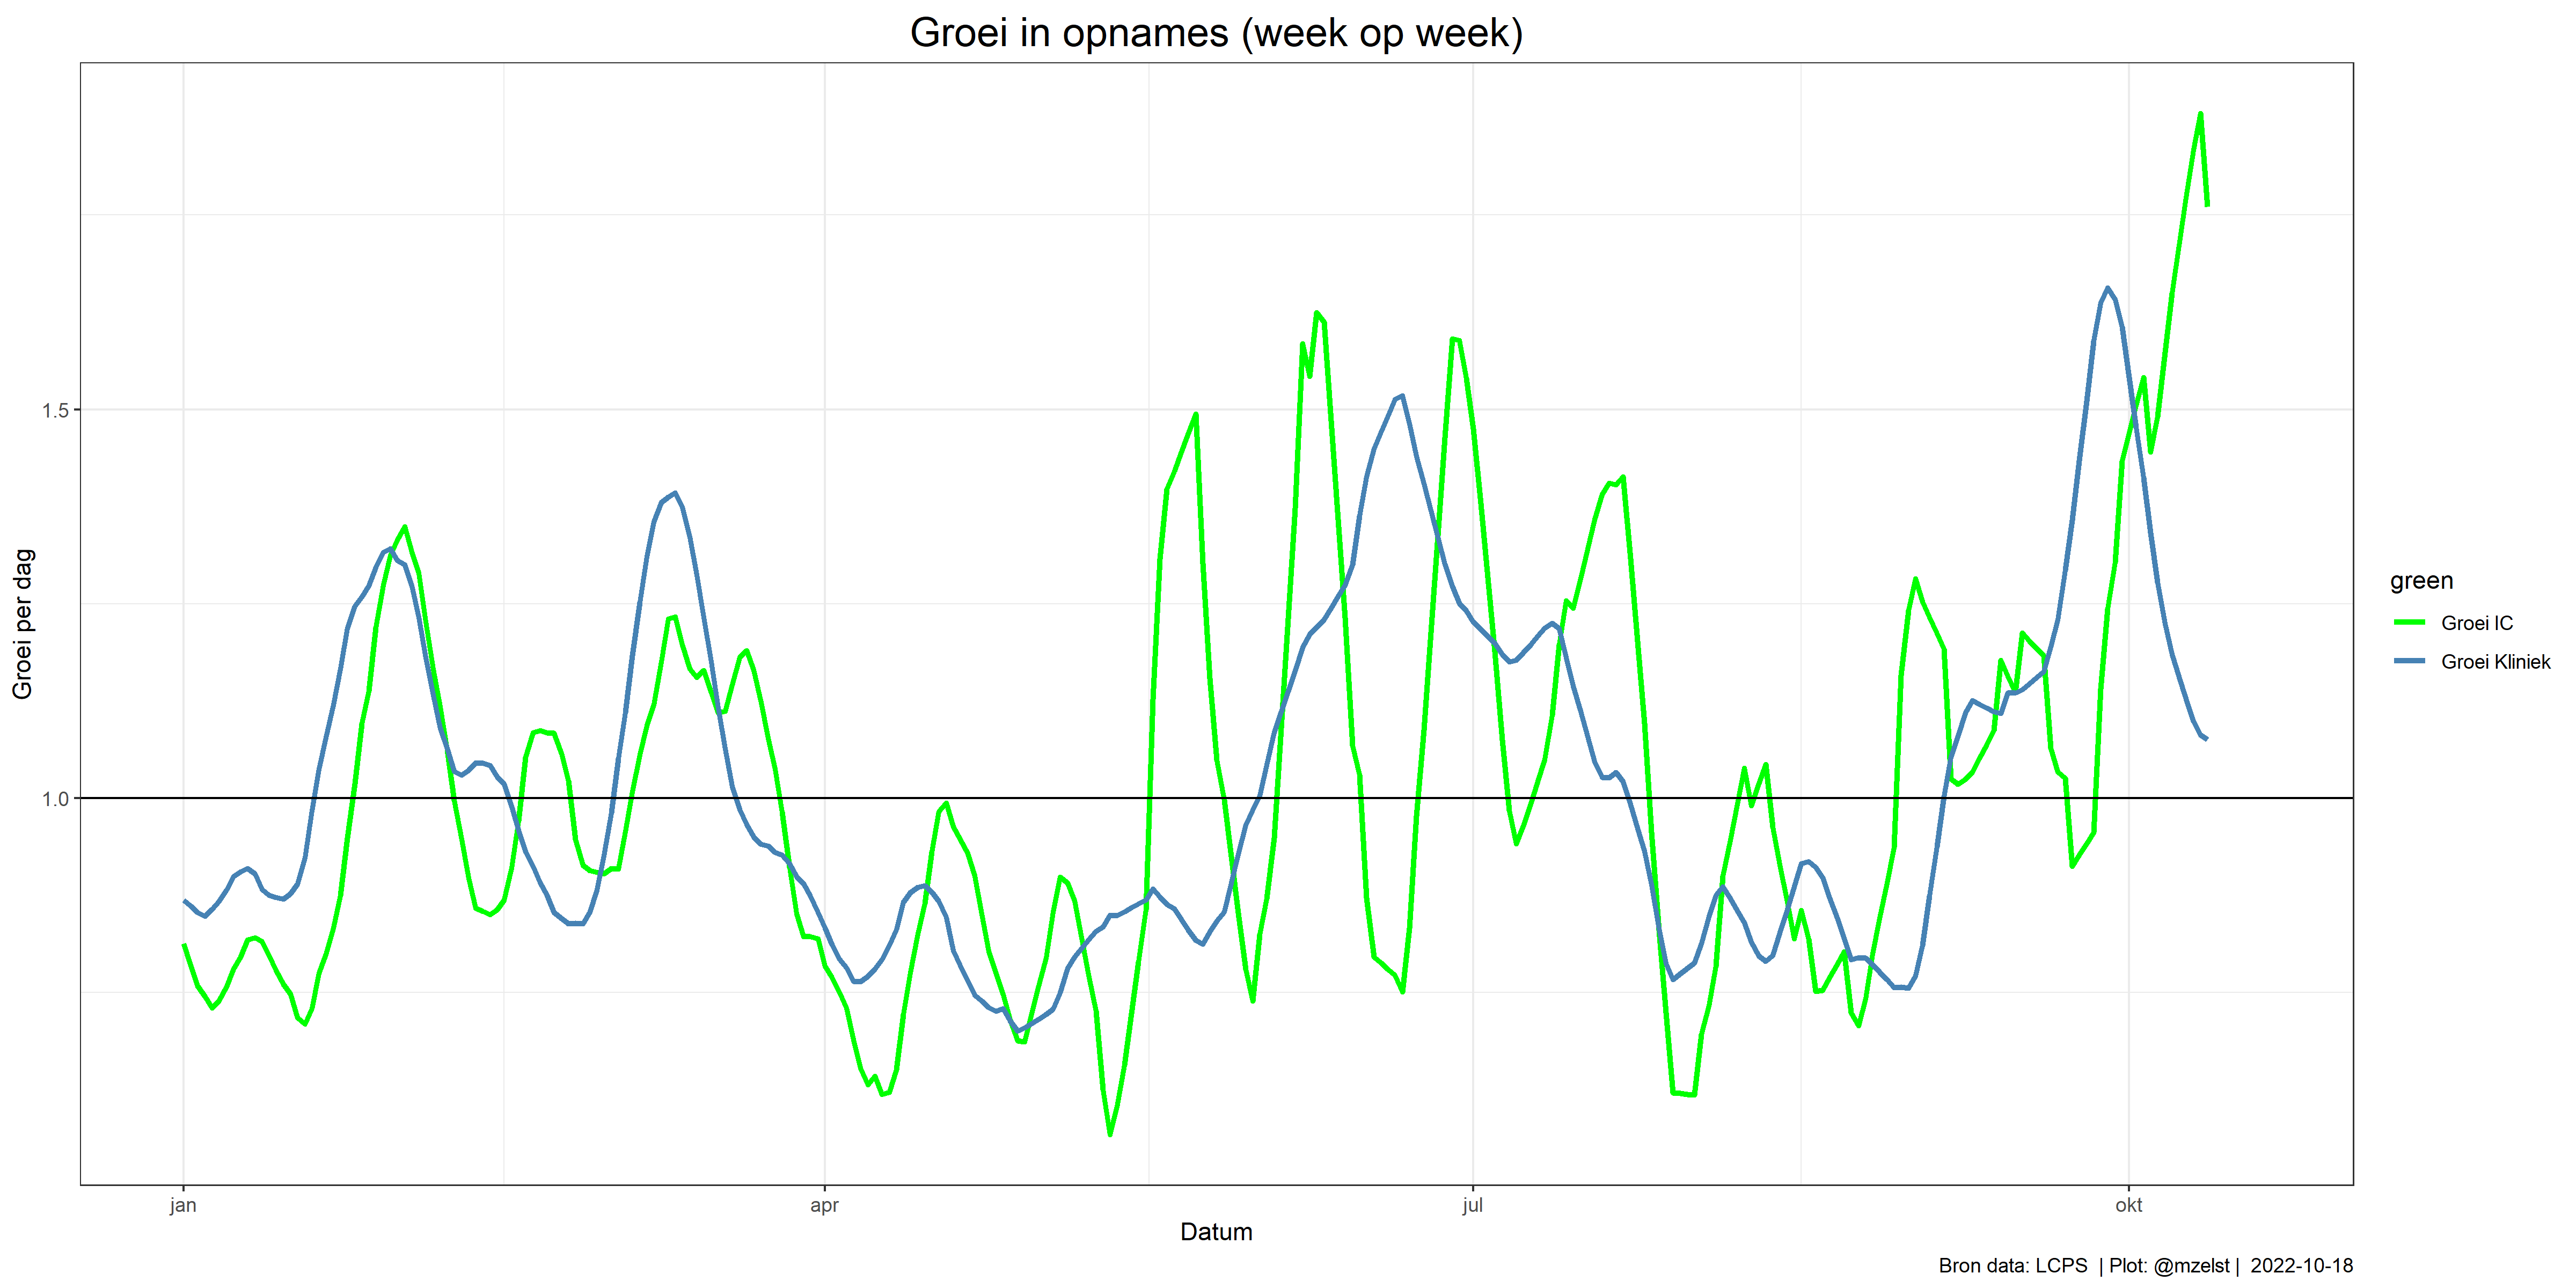 Groei in opnames (week op week)
Groei per dag
1.5
1.0
jan
apr
jul
okt
Datum
green
Groei IC
Groei Kliniek
Bron data: LCPS | Plot: @mzelst | 2022-10-18